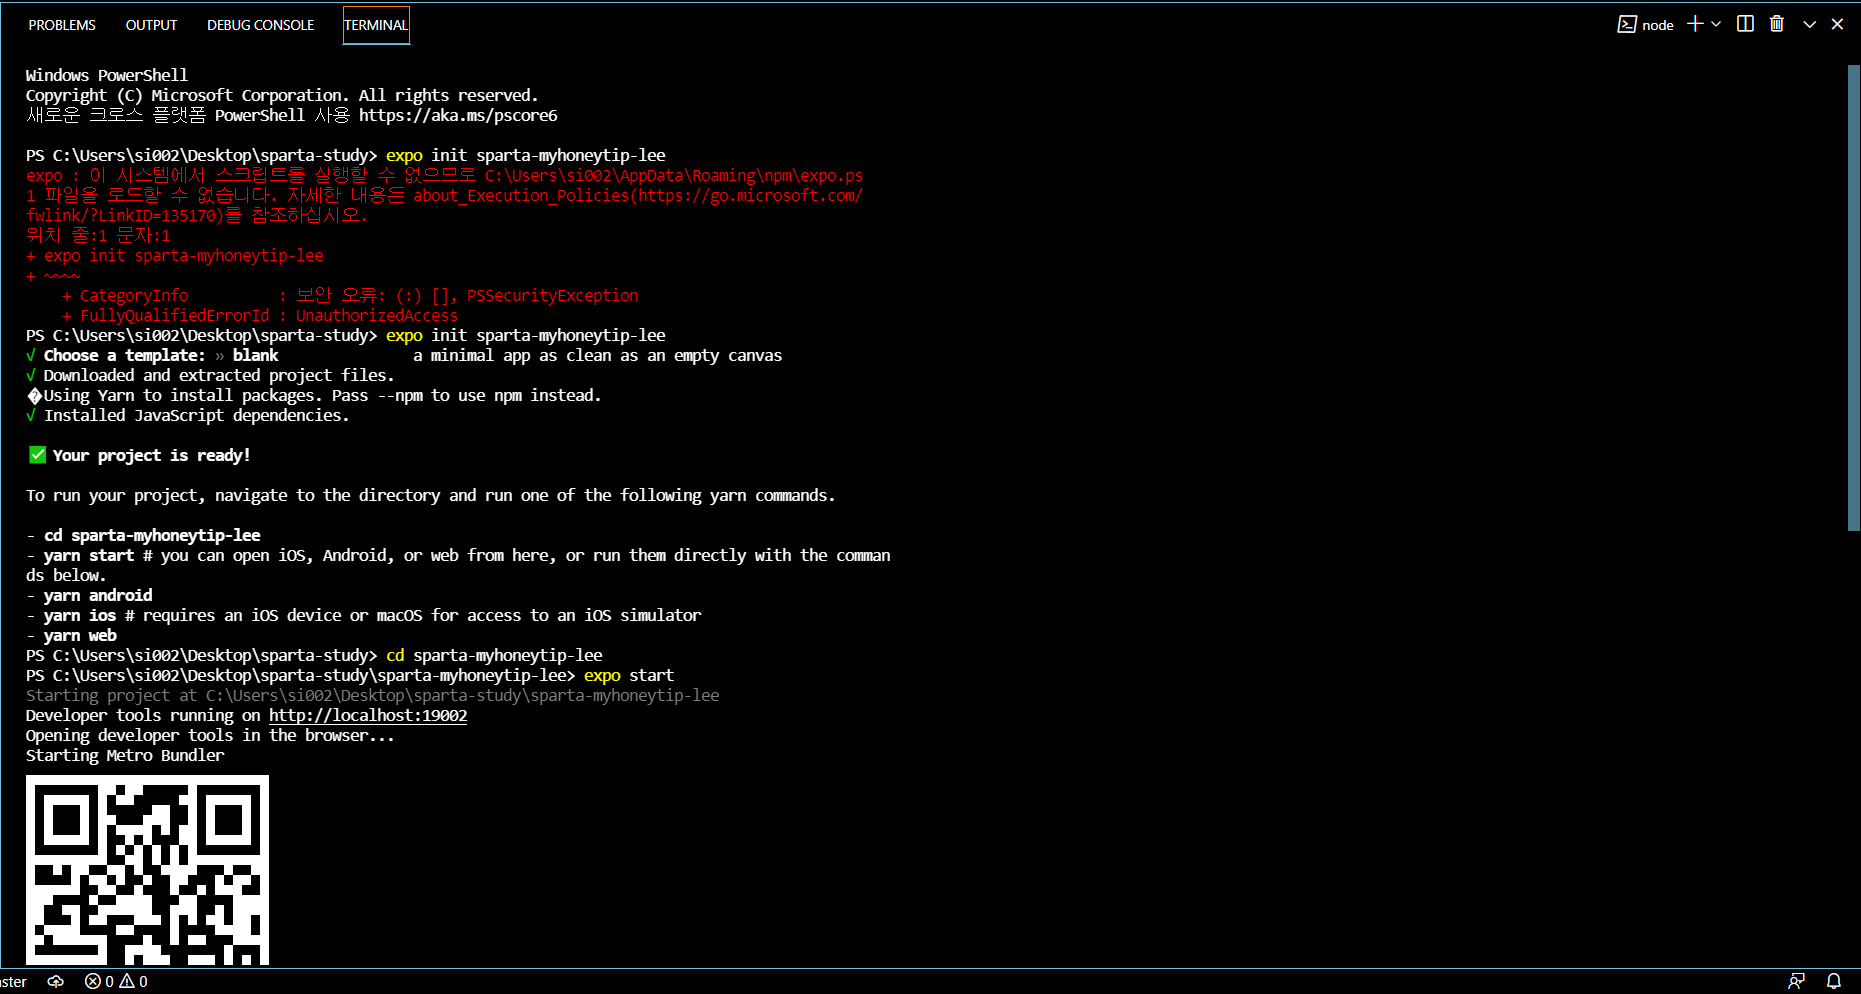 PROBLEMS OUTPUT DEBUG CONSOLE TERMINAL node
Windows PowerShell
Copyright (C) Microsoft Corporation. All rights reserved.
새로운 크로스 플랫폼 PowerShell 사용 https://aka.ms/pscore6
PS C:\Users\si002\Desktop\sparta-study> expo init sparta-myhoneytip-lee
expo : 이 시스템에서 스크립트를 실행할 수 없으므로 C:\Users\si002\AppData\Roaming\npm\expo.ps
1 파일을 로드할 수 없습니다. 자세한 내용은 about_Execution_Policies(https://go.microsoft.com/
fwlink/?LinkID=135170)를 참조하십시오.
위치 줄:1 문자:1
+ expo init sparta-myhoneytip-lee
+ ~~~~
+ CategoryInfo : 보안 오류: (:) [], PSSecurityException
+ FullyQualifiedErrorId : UnauthorizedAccess
PS C:\Users\si002\Desktop\sparta-study> expo init sparta-myhoneytip-lee
√ Choose a template: » blank a minimal app as clean as an empty canvas
√ Downloaded and extracted project files.
�Using Yarn to install packages. Pass --npm to use npm instead.
√ Installed JavaScript dependencies.
✅ Your project is ready!
To run your project, navigate to the directory and run one of the following yarn commands.
- cd sparta-myhoneytip-lee
- yarn start # you can open iOS, Android, or web from here, or run them directly with the comman
ds below.
- yarn android
- yarn ios # requires an iOS device or macOS for access to an iOS simulator
- yarn web
PS C:\Users\si002\Desktop\sparta-study> cd sparta-myhoneytip-lee
PS C:\Users\si002\Desktop\sparta-study\sparta-myhoneytip-lee> expo start
Starting project at C:\Users\si002\Desktop\sparta-study\sparta-myhoneytip-lee
Developer tools running on http://localhost:19002
Opening developer tools in the browser...
Starting Metro Bundler
ster 0 0